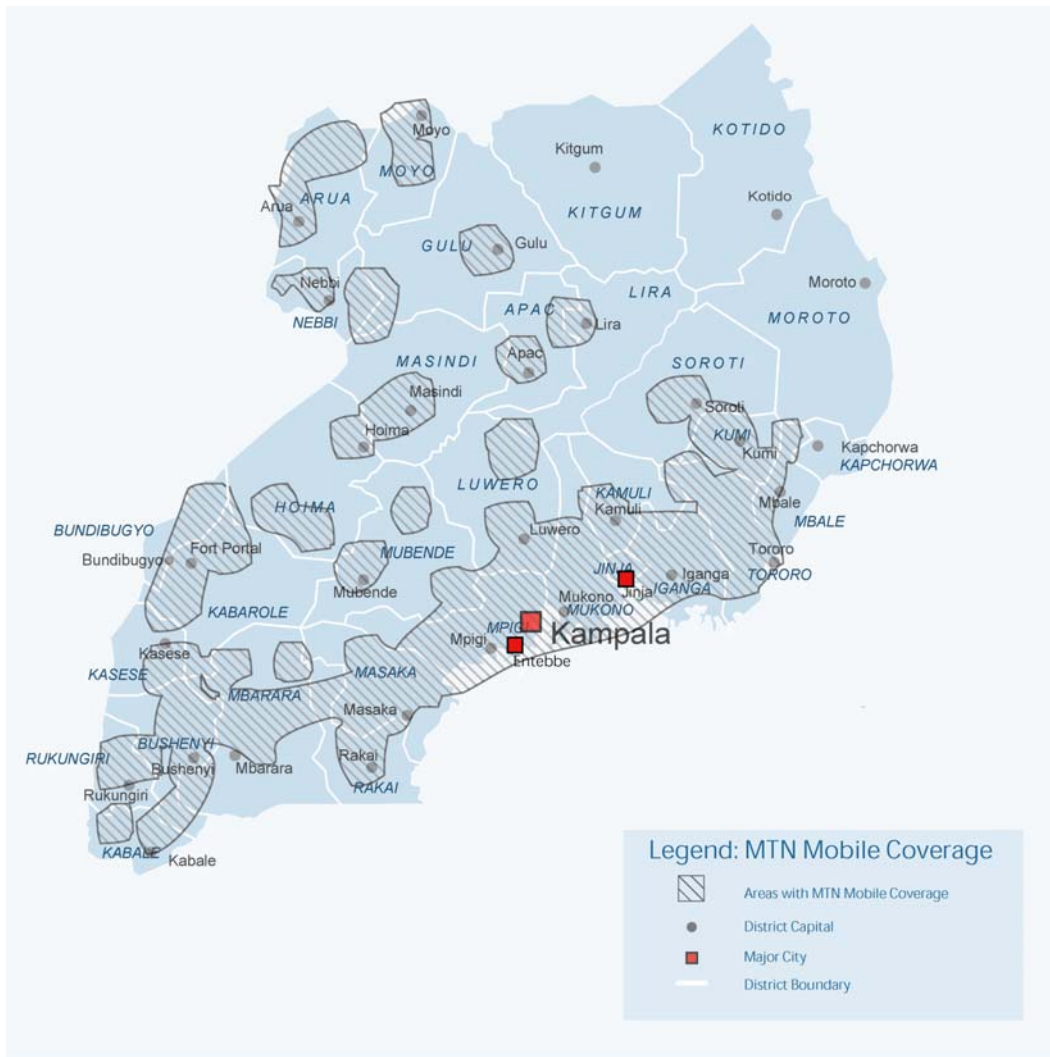 KOTIDO
Moyo
Kitgum
MOYO
ARUA
Kotido
Arua
KITGUM
GULU
Gulu
Nebbi
Moroto
LIRA
APAC
NEBBI
MOROTO
Lira
Apac
MASINDI
SOROTI
Masindi
Soroti
Hoima
KUMI
Kumi
Kapchorwa
KAPCHORWA
LUWERO
KAMULI
Kamuli
Mbale
MBALE
HOIMA
BUNDIBUGYO
Luwero
Bundibugyo
Fort Portal
MUBENDE
Tororo
TORORO
JINJA
Iganga
IGANGA
Jinja
Mubende
Mukono
MUKONO
KABAROLE
MPIGI
Kampala
Mpigi
Entebbe
Kasese
KASESE
MASAKA
MBARARA
Masaka
BUSHENYI
RUKUNGIRI
Bushenyi
Mbarara
Rakai
RAKAI
Rukungiri
KABALE
Kabale
Legend: MTN Mobile Coverage
Areas with MTN Mobile Coverage
District Capital
Major City
District Boundary